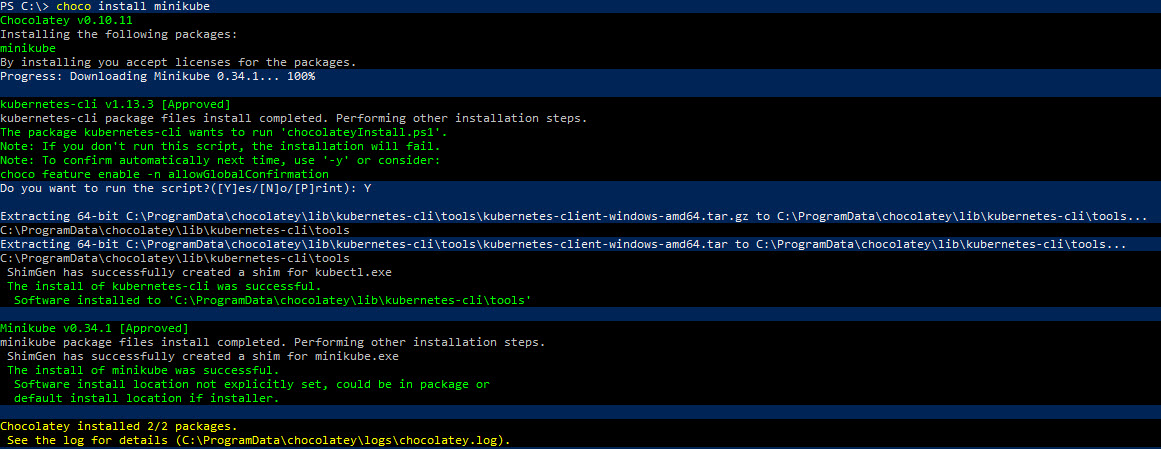 PS C:\> choco install minikube
Chocolatey v0.10.11
Installing the following packages:
minikube
By installing you accept licenses for the packages.
Progress: Downloading Minikube 0.34.1... 100%
kubernetes-cli v1.13.3 [Approved]
kubernetes-cli package files install completed. Performing other installation steps.
The package kubernetes-cli wants to run 'chocolateyInstall.ps1'.
Note: If you don't run this script, the installation will fail.
Note: To confirm automatically next time, use '-y' or consider:
choco feature enable -n allowGlobalConfirmation
Do you want to run the script?([Y]es/[N]o/[P]rint): Y
Extracting 64-bit C:\ProgramData\chocolatey\lib\kubernetes-cli\tools\kubernetes-client-windows-amd64.tar.gz to C:\ProgramData\chocolatey\lib\kubernetes-cli\tools...
C:\ProgramData\chocolatey\lib\kubernetes-cli\tools
Extracting 64-bit C:\ProgramData\chocolatey\lib\kubernetes-cli\tools\kubernetes-client-windows-amd64.tar to C:\ProgramData\chocolatey\lib\kubernetes-cli\tools...
C:\ProgramData\chocolatey\lib\kubernetes-cli\tools
ShimGen has successfully created a shim for kubectl.exe
The install of kubernetes-cli was successful.
Software installed to 'C:\ProgramData\chocolatey\lib\kubernetes-cli\tools'
Minikube v0.34.1 [Approved]
minikube package files install completed. Performing other installation steps.
ShimGen has successfully created a shim for minikube.exe
The install of minikube was successful.
Software install location not explicitly set, could be in package or
default install location if installer.
Chocolatey installed 2/2 packages.
See the log for details (C:\ProgramData\chocolatey\logs\chocolatey.log).